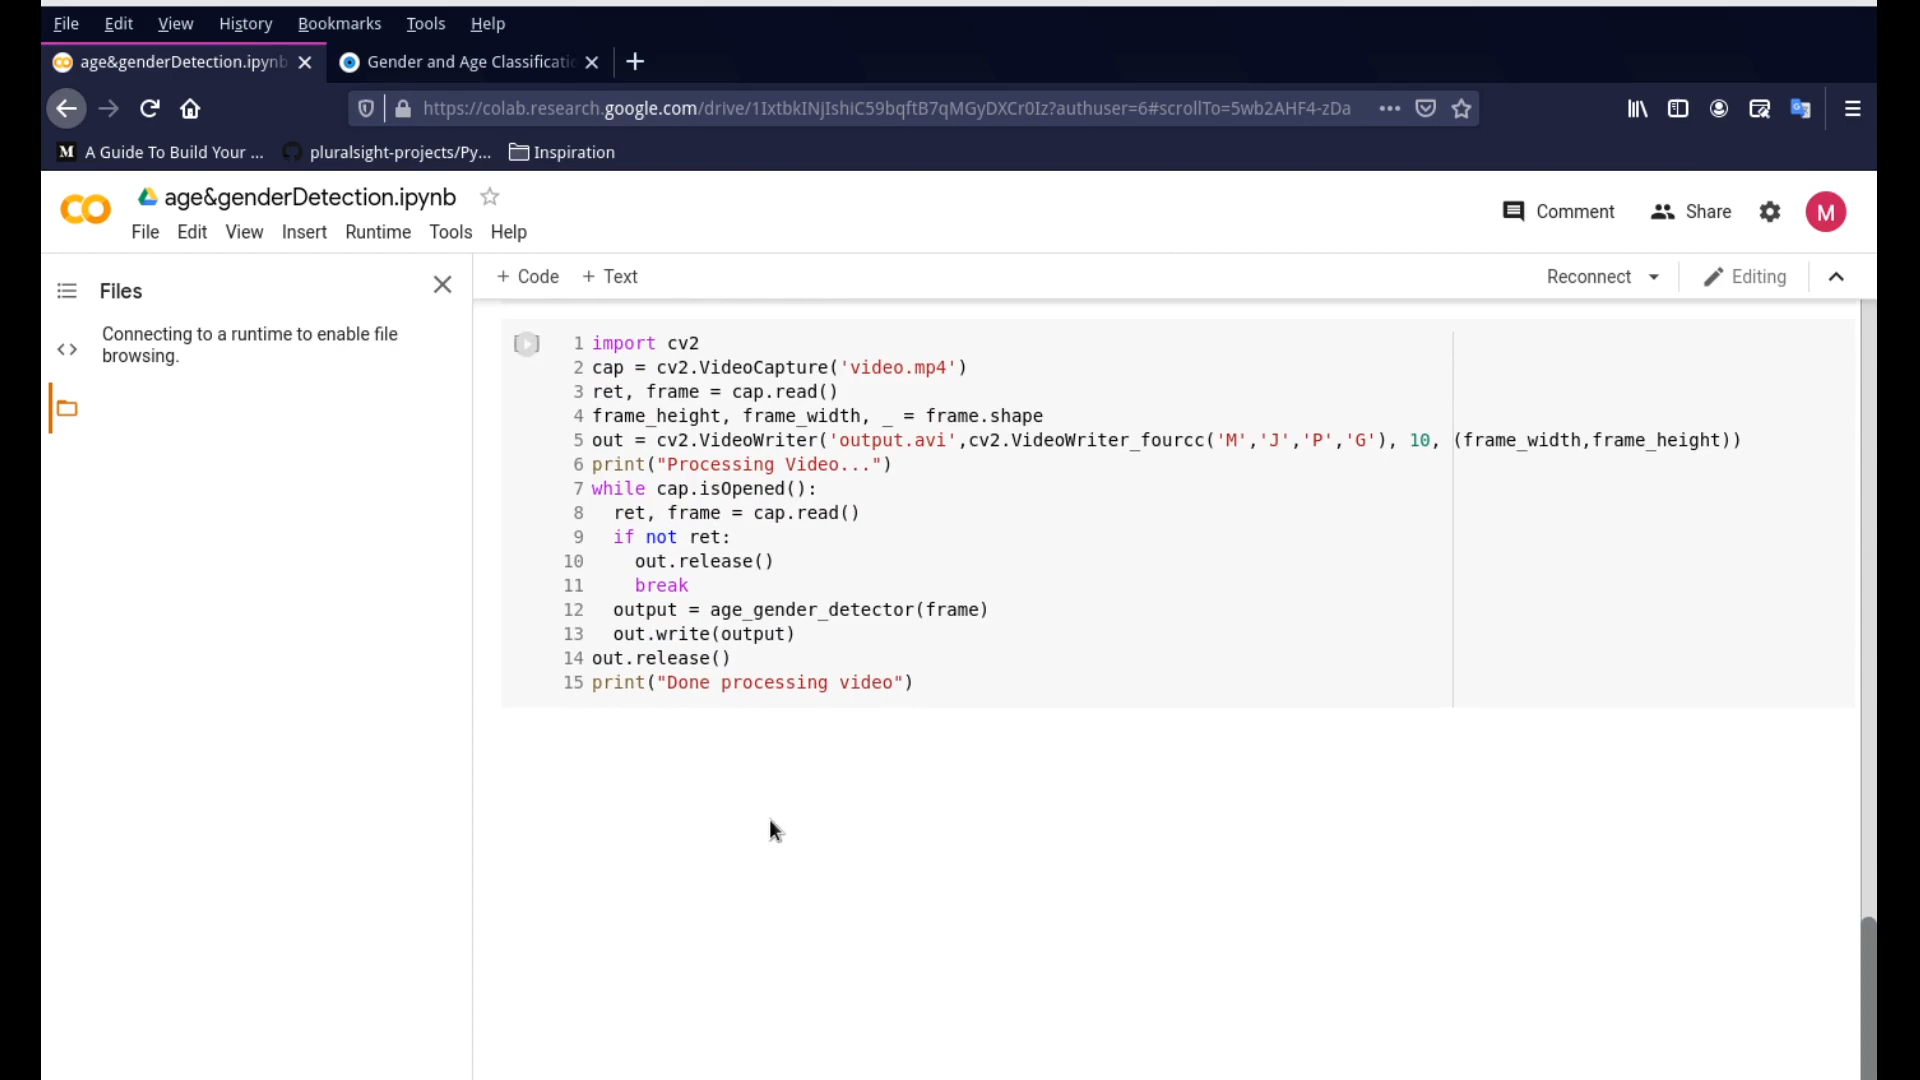 File Edit View History Bookmarks Tools Help
age&genderDetection.ipynb Gender and Age Classificati
https://colab.research.google.com/drive/1IxtbkINjIshiC59bqftB7qMGyDXCr0Iz?authuser=6#scrollTo=5wb2AHF4-zDa
M A Guide To Build Your ... pluralsight-projects/Py... Inspiration
age&genderDetection.ipynb
Comment Share M
File Edit View Insert Runtime Tools Help
Files
+ Code + Text Reconnect Editing
Connecting to a runtime to enable file
browsing.
1 import cv2
2 cap = cv2.VideoCapture('video.mp4')
3 ret, frame = cap.read()
4 frame_height, frame_width, _ = frame.shape
5 out = cv2.VideoWriter('output.avi',cv2.VideoWriter_fourcc('M','J','P','G'), 10, (frame_width,frame_height))
6 print("Processing Video...")
7 while cap.isOpened():
8 ret, frame = cap.read()
9 if not ret:
10 out.release()
11 break
12 output = age_gender_detector(frame)
13 out.write(output)
14 out.release()
15 print("Done processing video")